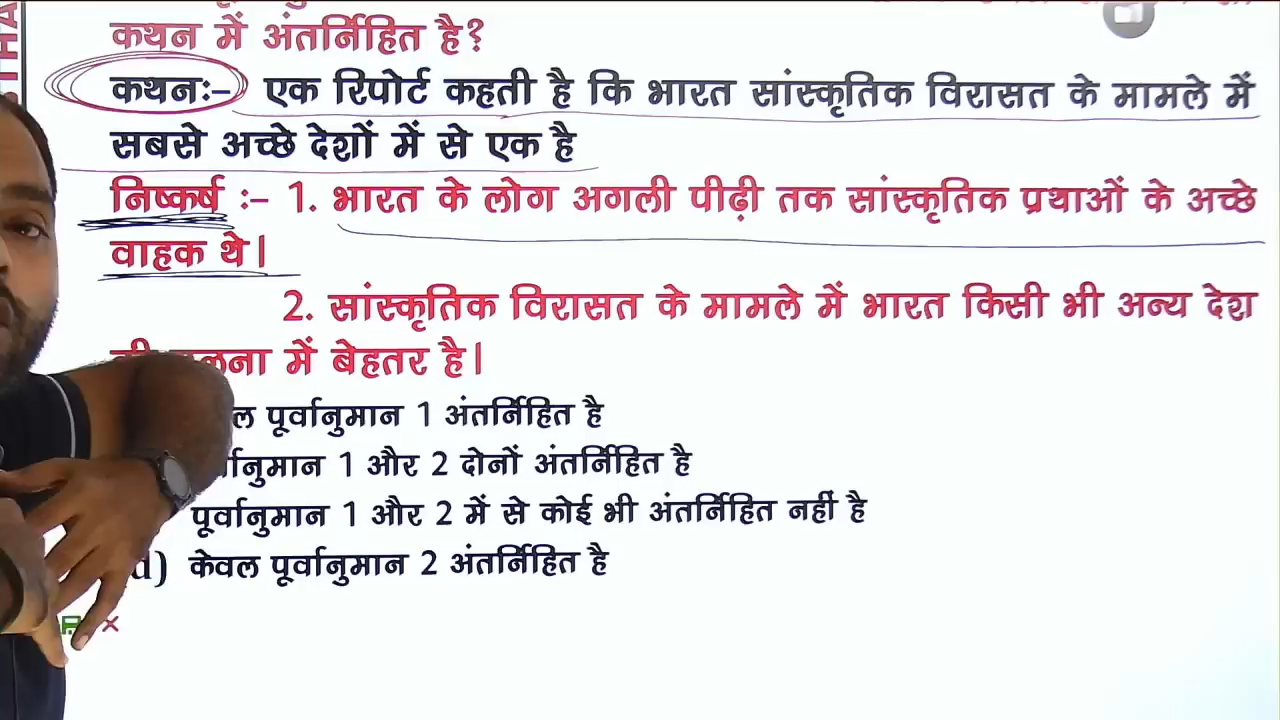 कथन में अंतर्निहित है?
कथनः– एक रिपोर्ट कहती है कि भारत सांस्कृतिक विरासत के मामले में
सबसे अच्छे देशों में से एक है
निष्कर्ष :– 1. भारत के लोग अगली पीढ़ी तक सांस्कृतिक प्रथाओं के अच्छे
वाहक थे।
2. सांस्कृतिक विरासत के मामले में भारत किसी भी अन्य देश
में बेहतर है।
पूर्वानुमान 1 अंतर्निहित है
1 और 2 दोनों अंतर्निहित है
पूर्वानुमान 1 और 2 में से कोई भी अंतर्निहित नहीं है
(d) केवल पूर्वानुमान 2 अंतर्निहित है